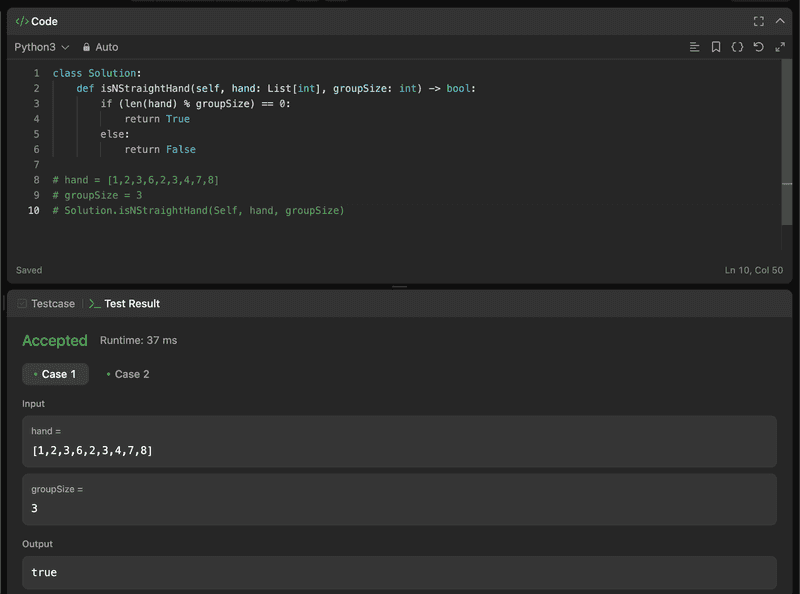 </> Code
Python3 Auto
1 class Solution:
2 def isNStraightHand(self, hand: List[int], groupSize: int) -> bool:
3 if (len(hand) % groupSize) == 0:
4 return True
5 else:
6 return False
7
8 # hand = [1,2,3,6,2,3,4,7,8]
9 # groupSize = 3
10 # Solution.isNStraightHand(Self, hand, groupSize)
Saved Ln 10, Col 50
Testcase | >_ Test Result
Accepted Runtime: 37 ms
• Case 1 • Case 2
Input
hand =
[1,2,3,6,2,3,4,7,8]
groupSize =
3
Output
true